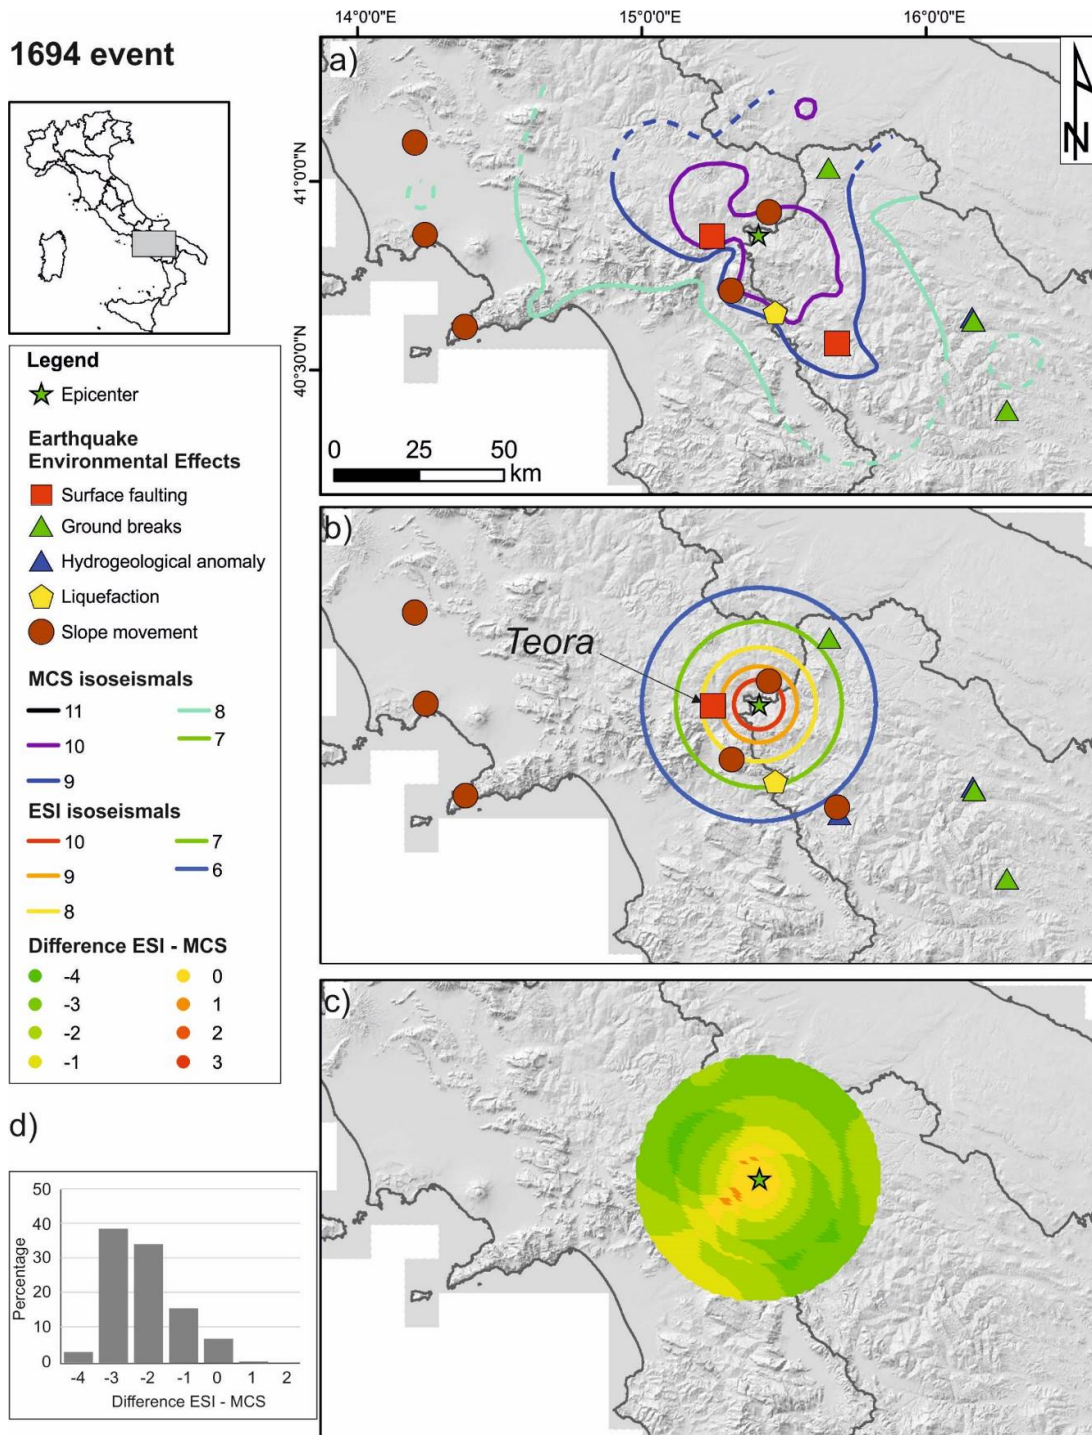 1694 event
14°0'0"E
15°0'0"E
16°0'0"E
a)
N
41°0'0"N
40°30'0"N
0
25
50
km
Legend
Epicenter
Earthquake
Environmental Effects
Surface faulting
Ground breaks
Hydrogeological anomaly
Liquefaction
Slope movement
MCS isoseismals
11
8
10
7
9
ESI isoseismals
10
7
9
6
8
Difference ESI - MCS
-4
0
-3
1
-2
2
-1
3
b)
Teora
c)
d)
50
40
30
20
10
0
Percentage
-4 -3 -2 -1 0 1 2
Difference ESI - MCS